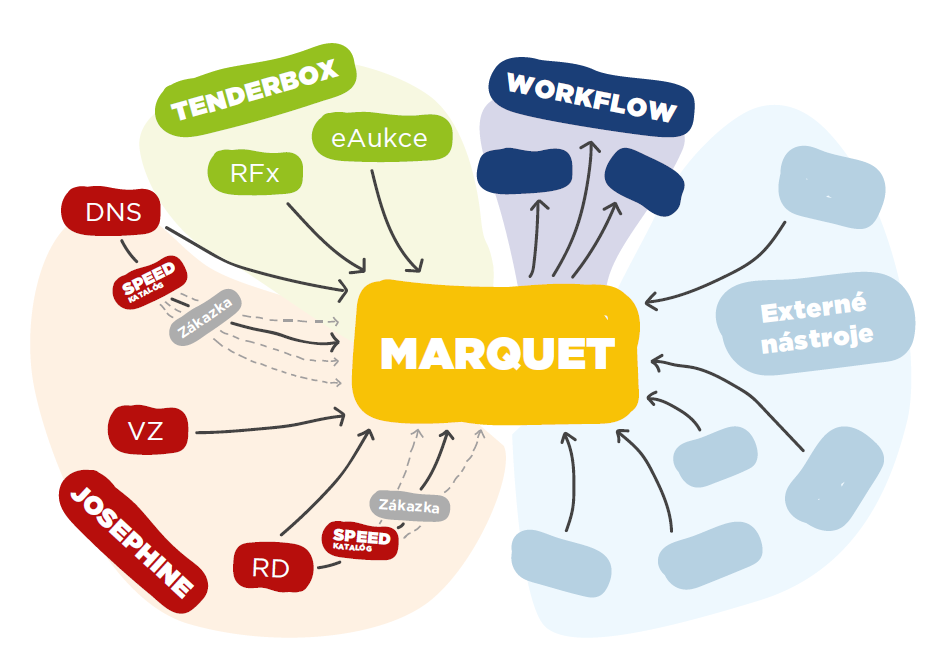 TENDERBOX
eAukce
RFx
WORKFLOW
DNS
SPEED
KATALÓG
Zákazka
Externé
nástroje
MARQUET
VZ
JOSEPHINE
Zákazka
SPEED
KATALÓG
RD